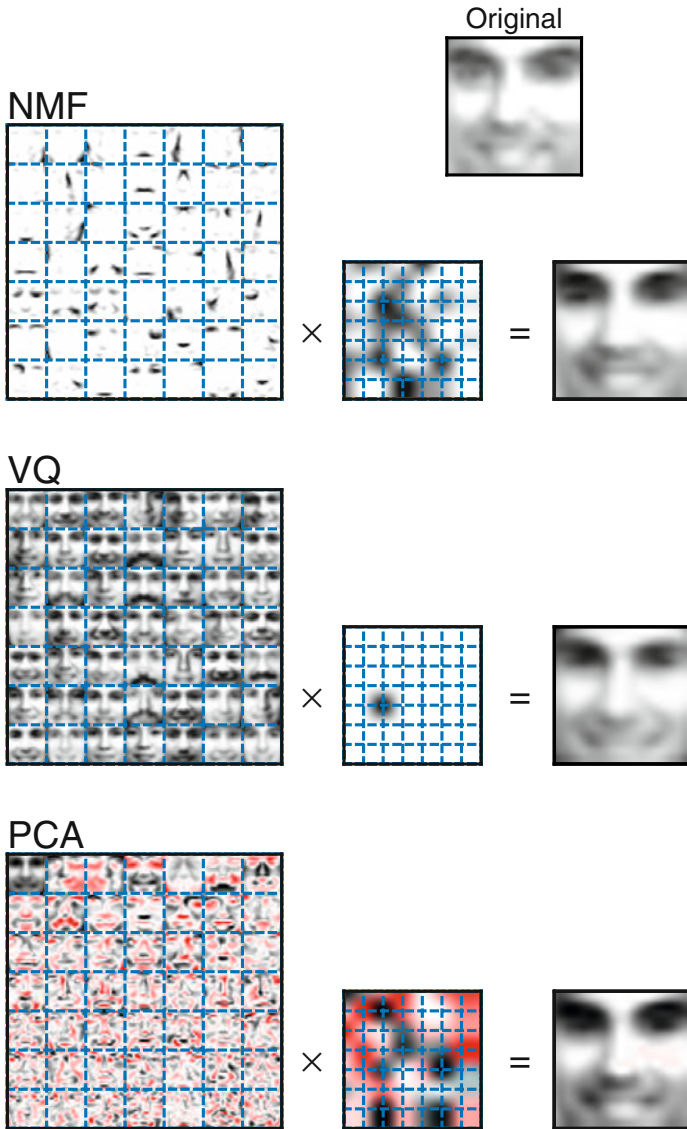 Original
NMF
× =
VQ
× =
PCA
× =